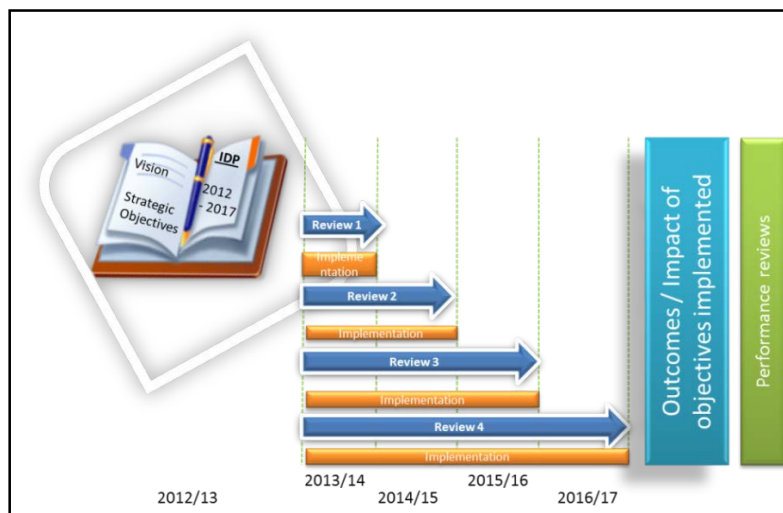 Vision
Strategic
Objectives
IDP
2012
- 2017
Review 1
Impleme
ntation
Review 2
Implementation
Review 3
Implementation
Review 4
Implementation
2012/13
2013/14
2014/15
2015/16
2016/17
Outcomes / Impact of
objectives implemented
Performance reviews